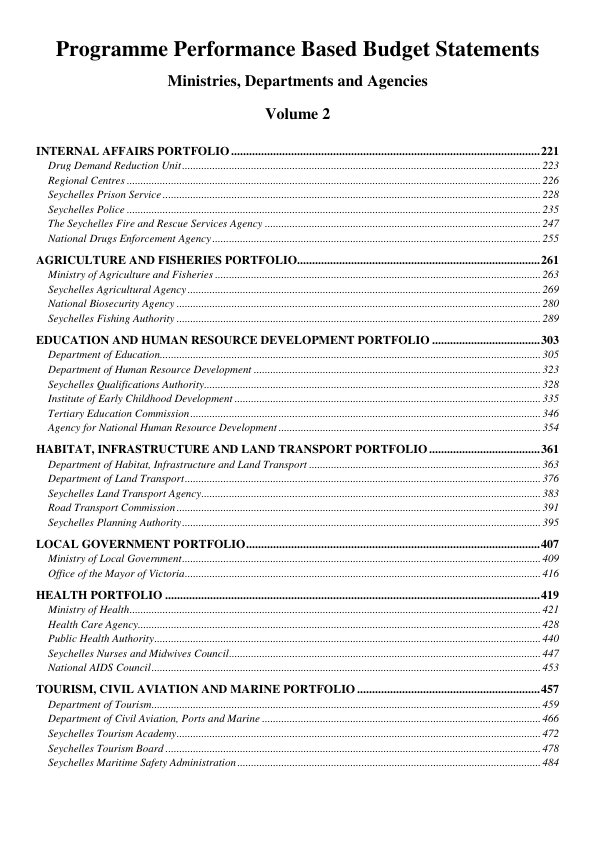 Programme Performance Based Budget Statements
Ministries, Departments and Agencies
Volume 2
INTERNAL AFFAIRS PORTFOLIO ........ 221
Drug Demand Reduction Unit ........ 223
Regional Centres ........ 226
Seychelles Prison Service ........ 228
Seychelles Police ........ 235
The Seychelles Fire and Rescue Services Agency ........ 247
National Drugs Enforcement Agency ........ 255
AGRICULTURE AND FISHERIES PORTFOLIO ........ 261
Ministry of Agriculture and Fisheries ........ 263
Seychelles Agricultural Agency ........ 269
National Biosecurity Agency ........ 280
Seychelles Fishing Authority ........ 289
EDUCATION AND HUMAN RESOURCE DEVELOPMENT PORTFOLIO ........ 303
Department of Education ........ 305
Department of Human Resource Development ........ 323
Seychelles Qualifications Authority ........ 328
Institute of Early Childhood Development ........ 335
Tertiary Education Commission ........ 346
Agency for National Human Resource Development ........ 354
HABITAT, INFRASTRUCTURE AND LAND TRANSPORT PORTFOLIO ........ 361
Department of Habitat, Infrastructure and Land Transport ........ 363
Department of Land Transport ........ 376
Seychelles Land Transport Agency ........ 383
Road Transport Commission ........ 391
Seychelles Planning Authority ........ 395
LOCAL GOVERNMENT PORTFOLIO ........ 407
Ministry of Local Government ........ 409
Office of the Mayor of Victoria ........ 416
HEALTH PORTFOLIO ........ 419
Ministry of Health ........ 421
Health Care Agency ........ 428
Public Health Authority ........ 440
Seychelles Nurses and Midwives Council ........ 447
National AIDS Council ........ 453
TOURISM, CIVIL AVIATION AND MARINE PORTFOLIO ........ 457
Department of Tourism ........ 459
Department of Civil Aviation, Ports and Marine ........ 466
Seychelles Tourism Academy ........ 472
Seychelles Tourism Board ........ 478
Seychelles Maritime Safety Administration ........ 484